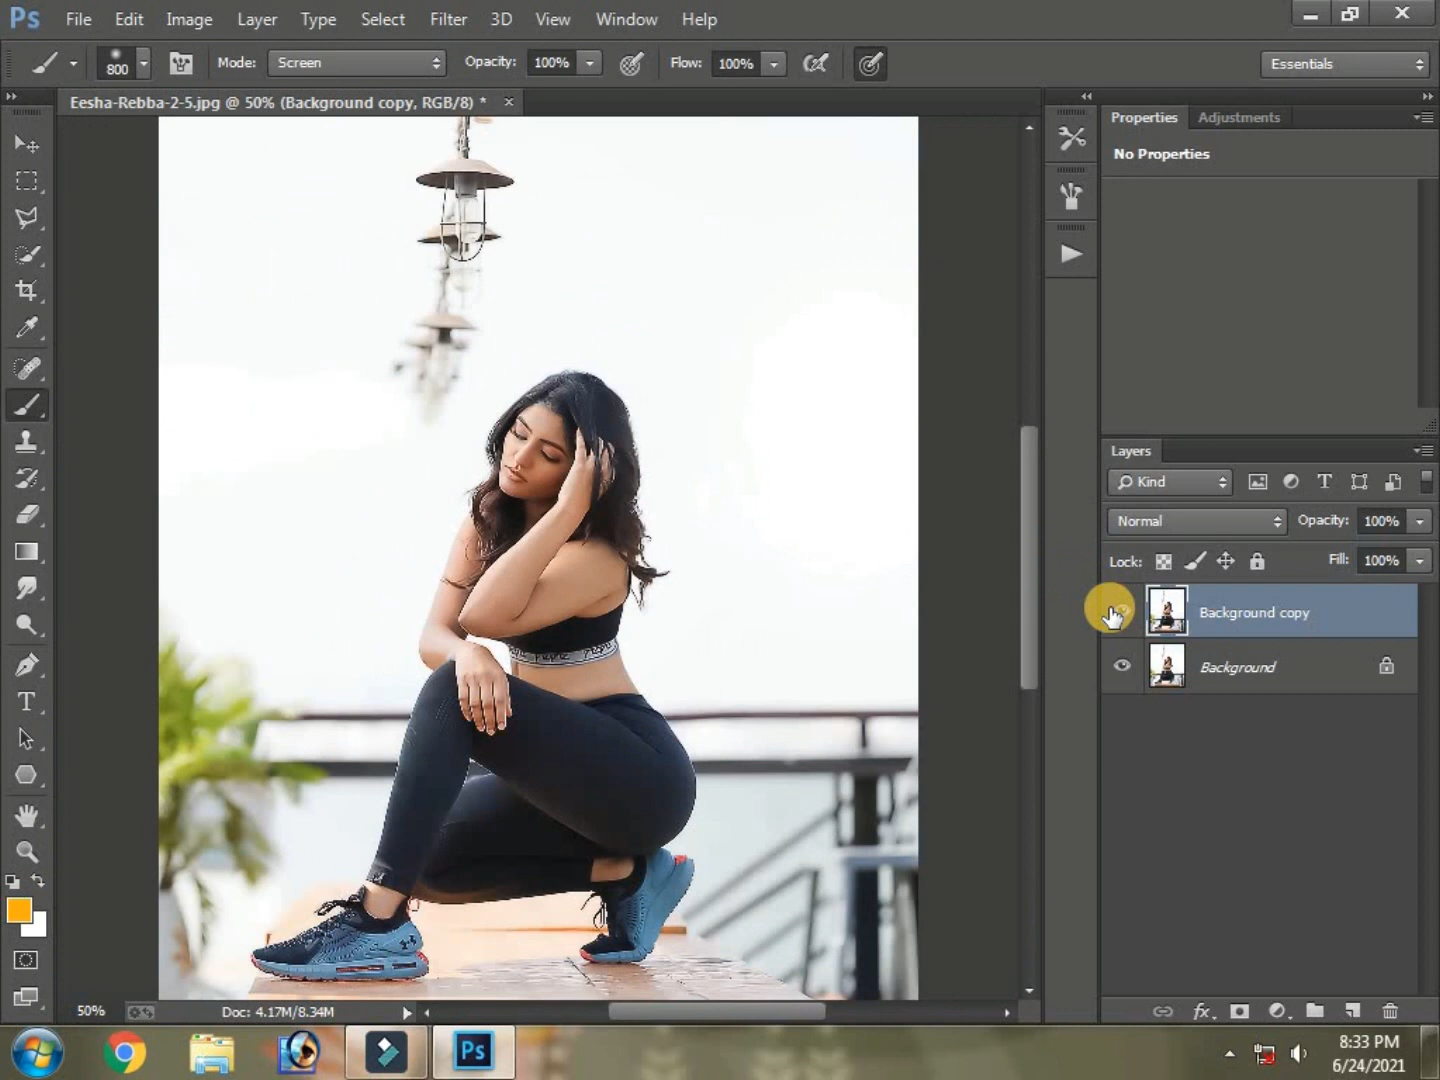 Ps File Edit Image Layer Type Select Filter 3D View Window Help
800 Mode: Screen Opacity: 100% Flow: 100% Essentials
Eesha-Rebba-2-5.jpg @ 50% (Background copy, RGB/8) *
Properties Adjustments
No Properties
Layers
Kind
Normal Opacity: 100%
Lock: Fill: 100%
Background copy
Background
T
50% Doc: 4.17M/8.34M
fx
Ps
8:33 PM
6/24/2021